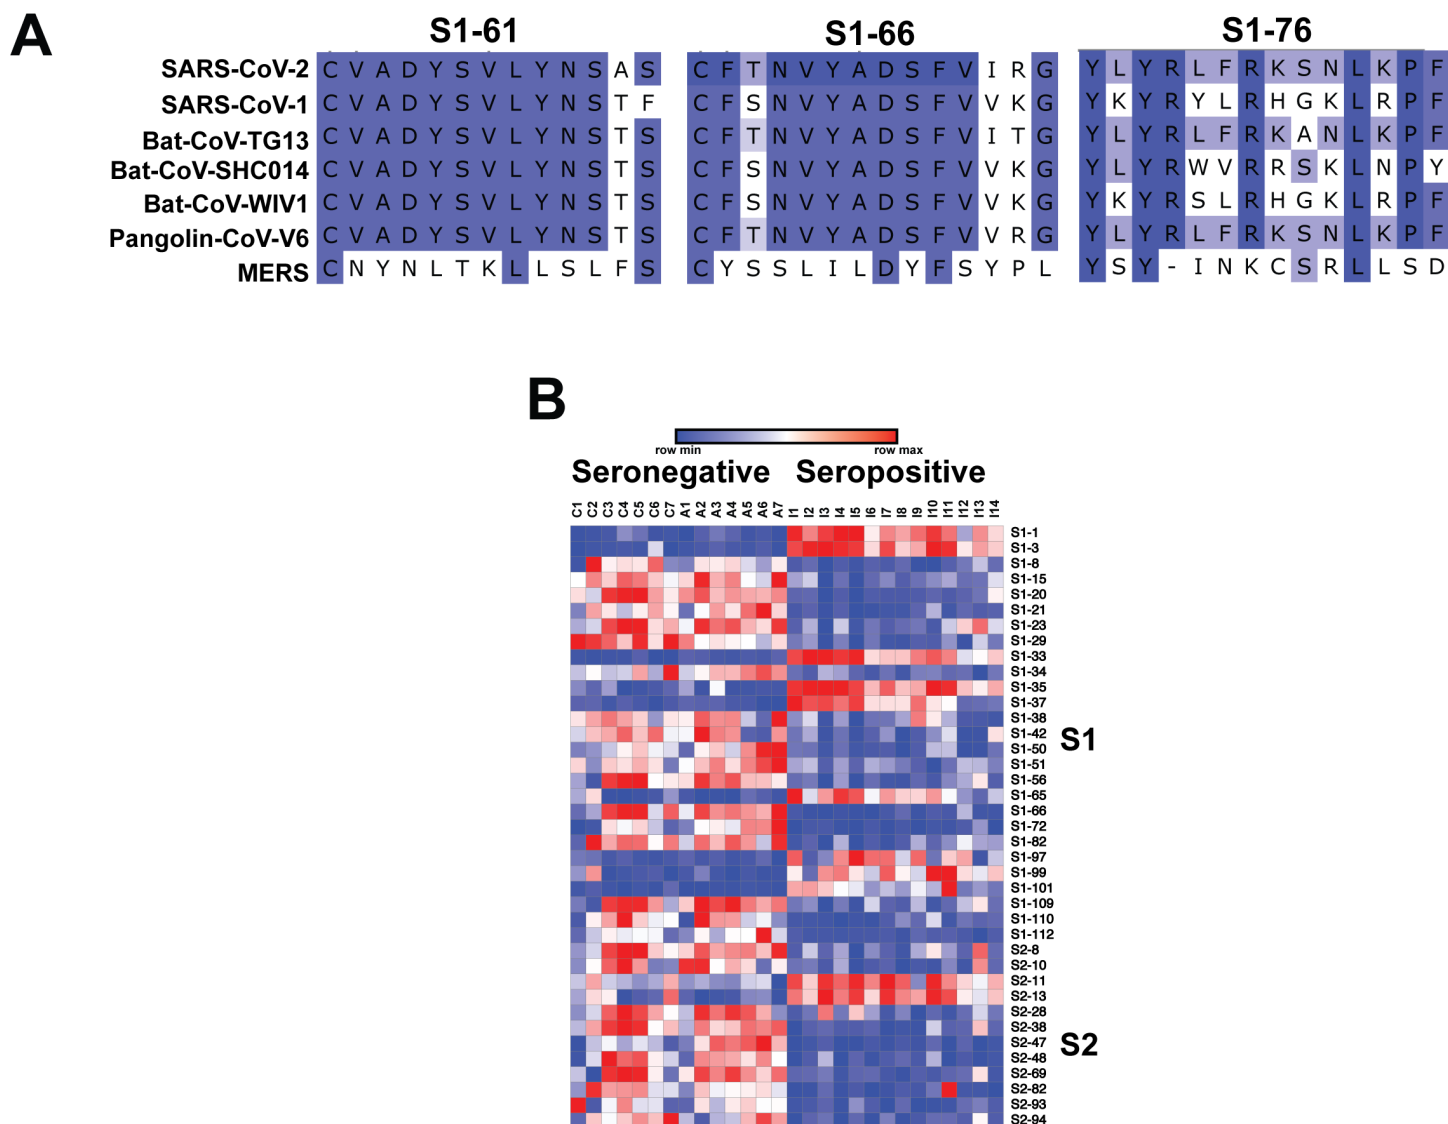 A
S1-61 S1-66 S1-76
SARS-CoV-2 C V A D Y S V L Y N S A S C F T N V Y A D S F V I R G Y L Y R L F R K S N L K P F
SARS-CoV-1 C V A D Y S V L Y N S T F C F S N V Y A D S F V V K G Y K Y R Y L R H G K L R P F
Bat-CoV-TG13 C V A D Y S V L Y N S T S C F T N V Y A D S F V I T G Y L Y R L F R K A N L K P F
Bat-CoV-SHC014 C V A D Y S V L Y N S T S C F S N V Y A D S F V V K G Y L Y R W V R R S K L N P Y
Bat-CoV-WIV1 C V A D Y S V L Y N S T S C F S N V Y A D S F V V K G Y K Y R S L R H G K L R P F
Pangolin-CoV-V6 C V A D Y S V L Y N S T S C F T N V Y A D S F V V R G Y L Y R L F R K S N L K P F
MERS C N Y N L T K L L S L F S C Y S S L I L D Y F S Y P L Y S Y - I N K C S R L L S D
B
row min row max
Seronegative Seropositive
C1 C2 C3 C4 C5 C6 C7 A1 A2 A3 A4 A5 A6 A7 I1 I2 I3 I4 I5 I6 I7 I8 I9 I10 I11 I12 I13 I14
S1-1
S1-3
S1-8
S1-15
S1-20
S1-21
S1-23
S1-29
S1-33
S1-34
S1-35
S1-37
S1-38
S1-42
S1
S1-50
S1-51
S1-56
S1-65
S1-66
S1-72
S1-82
S1-97
S1-99
S1-101
S1-109
S1-110
S1-112
S2-8
S2-10
S2-11
S2-13
S2-28
S2-38
S2-47
S2
S2-48
S2-69
S2-82
S2-93
S2-94